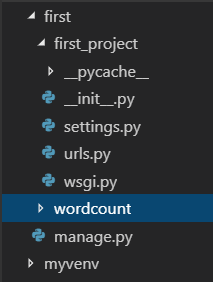 first
first_project
__pycache__
__init__.py
settings.py
urls.py
wsgi.py
wordcount
manage.py
myvenv